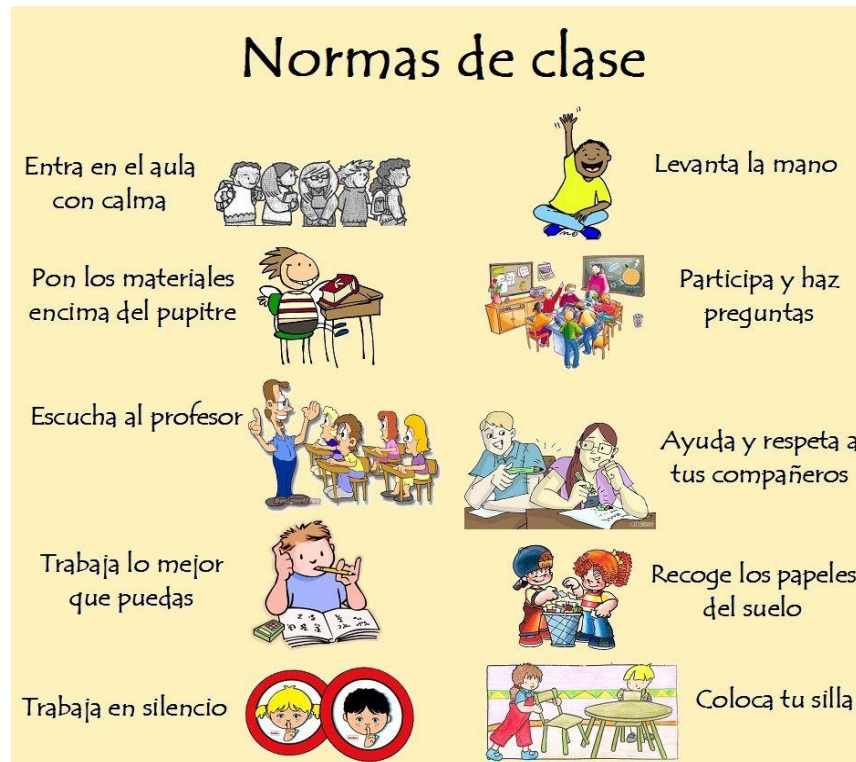 Normas de clase
Entra en el aula
con calma
Levanta la mano
Pon los materiales
encima del pupitre
Participa y haz
preguntas
Escucha al profesor
Ayuda y respeta a
tus compañeros
Trabaja lo mejor
que puedas
Recoge los papeles
del suelo
Trabaja en silencio
Coloca tu silla